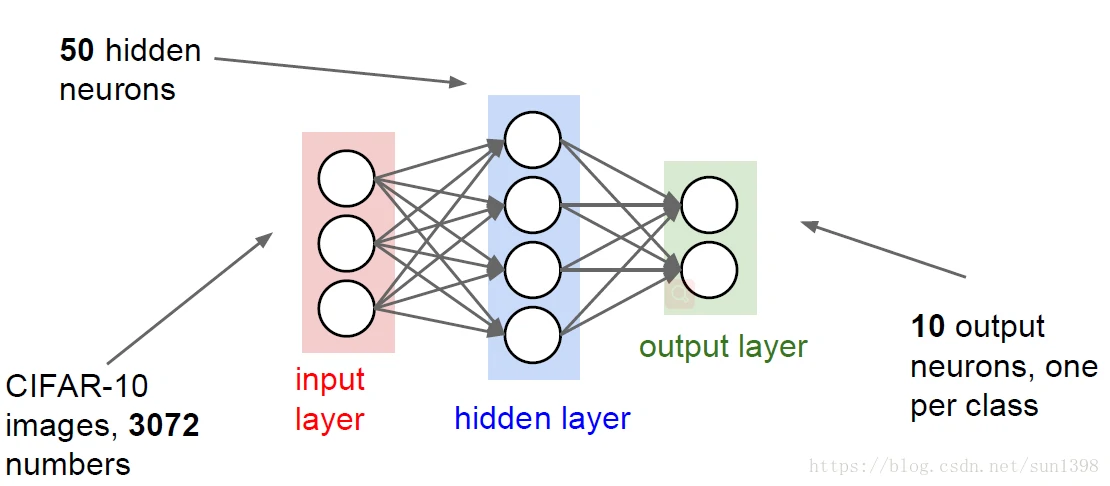 50 hidden
neurons
CIFAR-10
images, 3072
numbers
input
layer
hidden layer
output layer
10 output
neurons, one
per class
https://blog.csdn.net/sun1398